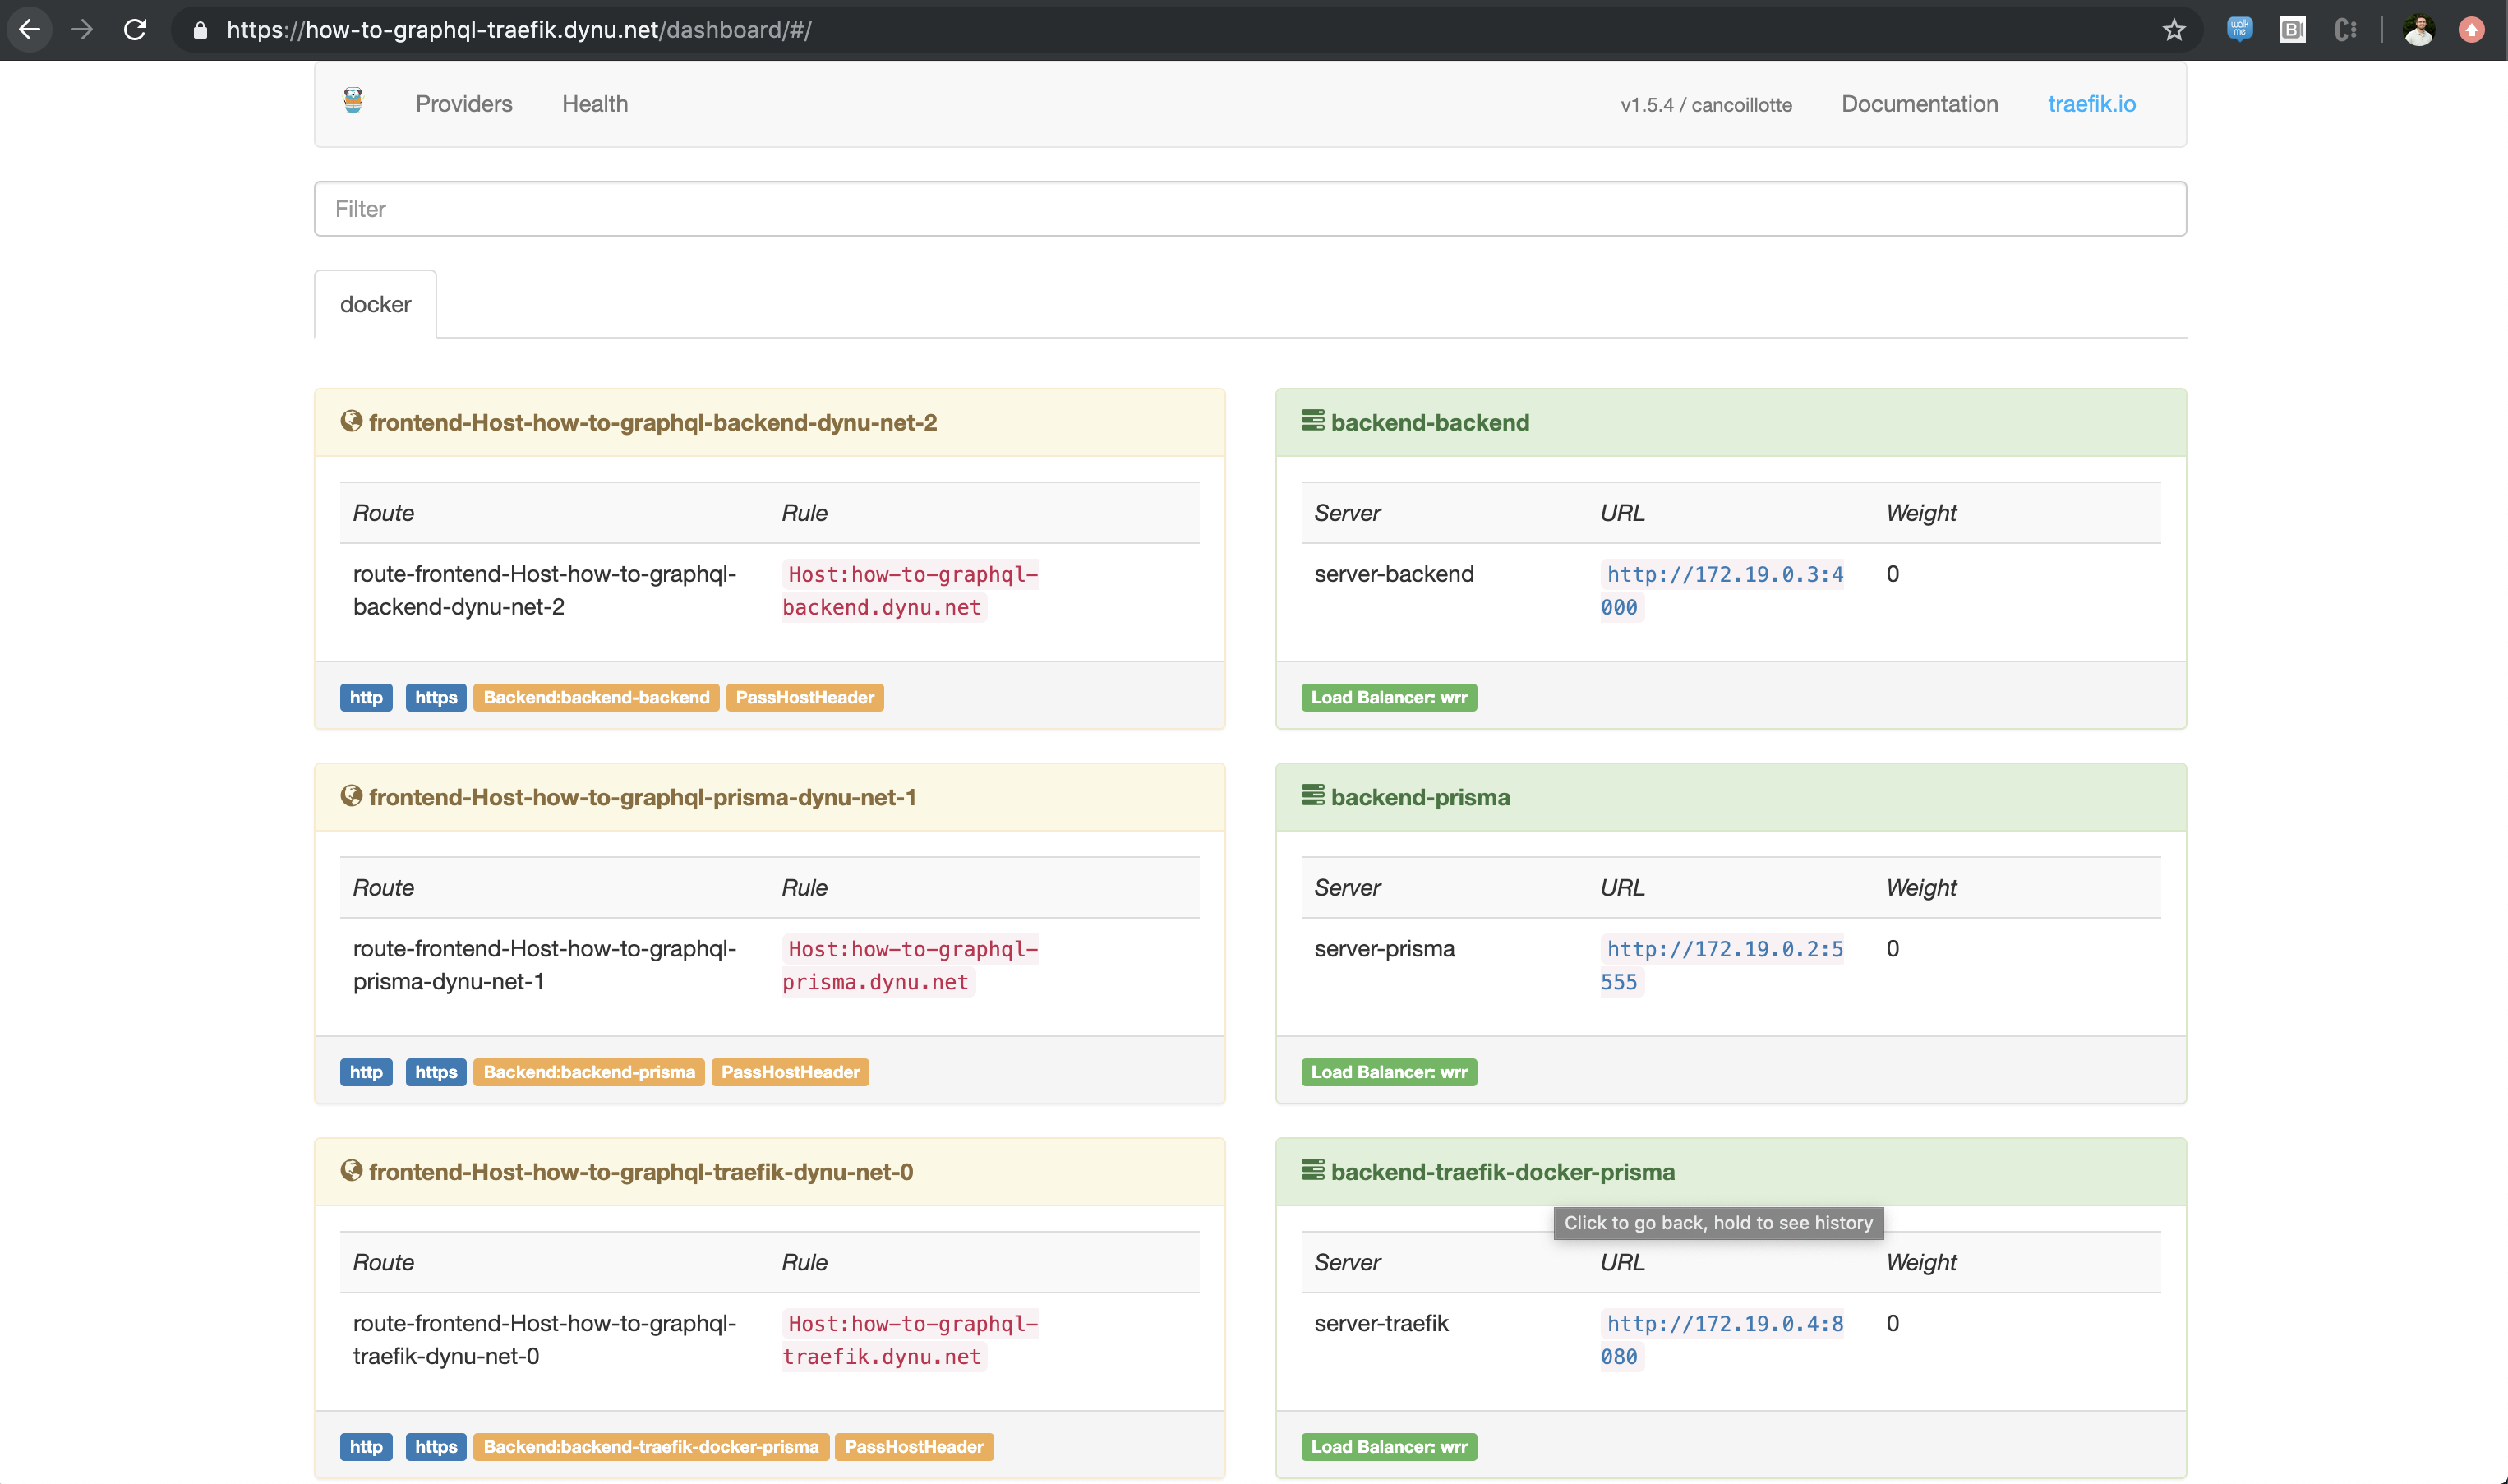 https://how-to-graphql-traefik.dynu.net/dashboard/#/
walk me
B
C
Providers
Health
v1.5.4 / cancoillotte
Documentation
traefik.io
Filter
docker
frontend-Host-how-to-graphql-backend-dynu-net-2
Route
Rule
route-frontend-Host-how-to-graphql-
backend-dynu-net-2
Host:how-to-graphql-
backend.dynu.net
http
https
Backend:backend-backend
PassHostHeader
backend-backend
Server
URL
Weight
server-backend
http://172.19.0.3:4
000
0
Load Balancer: wrr
frontend-Host-how-to-graphql-prisma-dynu-net-1
Route
Rule
route-frontend-Host-how-to-graphql-
prisma-dynu-net-1
Host:how-to-graphql-
prisma.dynu.net
http
https
Backend:backend-prisma
PassHostHeader
backend-prisma
Server
URL
Weight
server-prisma
http://172.19.0.2:5
555
0
Load Balancer: wrr
frontend-Host-how-to-graphql-traefik-dynu-net-0
Route
Rule
route-frontend-Host-how-to-graphql-
traefik-dynu-net-0
Host:how-to-graphql-
traefik.dynu.net
http
https
Backend:backend-traefik-docker-prisma
PassHostHeader
backend-traefik-docker-prisma
Click to go back, hold to see history
Server
URL
Weight
server-traefik
http://172.19.0.4:8
080
0
Load Balancer: wrr